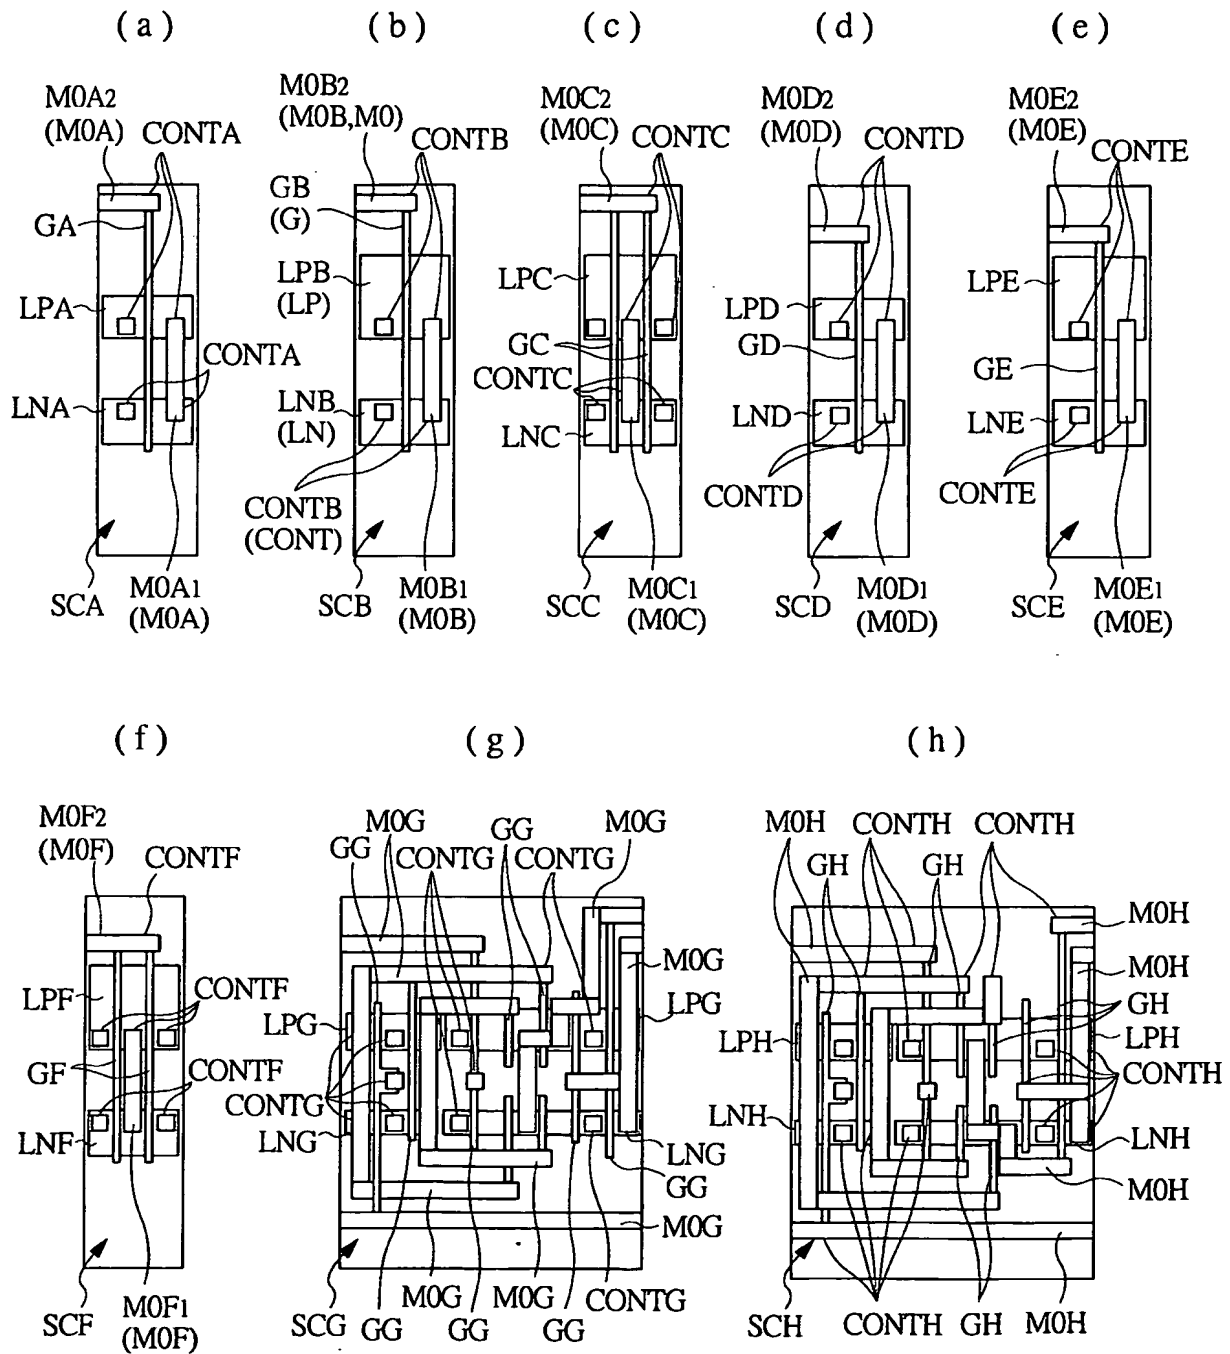 (a)
M0A2
(M0A)
CONTA
GA
LPA
CONTA
LNA
SCA
M0A1
(M0A)
(b)
M0B2
(M0B,M0)
CONTB
GB
(G)
LPB
(LP)
LNB
(LN)
CONTB
(CONT)
SCB
M0B1
(M0B)
(c)
M0C2
(M0C)
CONTC
LPC
GC
CONTC
LNC
SCC
M0C1
(M0C)
(d)
M0D2
(M0D)
CONTD
LPD
GD
LND
CONTD
SCD
M0D1
(M0D)
(e)
M0E2
(M0E)
CONTE
LPE
GE
LNE
CONTE
SCE
M0E1
(M0E)
(f)
M0F2
(M0F)
CONTF
LPF
CONTF
GF
CONTF
LNF
SCF
M0F1
(M0F)
(g)
M0G
GG
M0G
GG
CONTG
CONTG
M0G
LPG
LPG
CONTG
LNG
LNG
GG
M0G
SCG
GG
M0G
GG
M0G
GG
CONTG
(h)
M0H
CONTH
CONTH
GH
GH
M0H
M0H
GH
LPH
LPH
CONTH
LNH
LNH
M0H
SCH
CONTH
GH
M0H